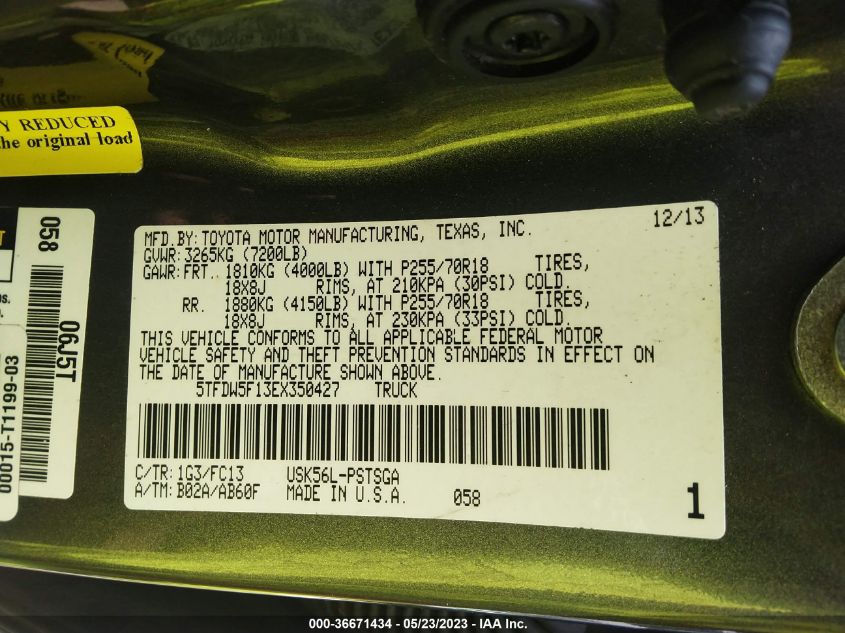 Y REDUCED
the original load
058
06J5T
00015-T1199-03
12/13
MFD.BY: TOYOTA MOTOR MANUFACTURING, TEXAS, INC.
GVWR: 3265KG (7200LB)
GAWR: FRT. 1810KG (4000LB) WITH P255/70R18 TIRES,
18X8J RIMS, AT 210KPA (30PSI) COLD.
RR. 1880KG (4150LB) WITH P255/70R18 TIRES,
18X8J RIMS, AT 230KPA (33PSI) COLD.
THIS VEHICLE CONFORMS TO ALL APPLICABLE FEDERAL MOTOR
VEHICLE SAFETY AND THEFT PREVENTION STANDARDS IN EFFECT ON
THE DATE OF MANUFACTURE SHOWN ABOVE.
5TFDW5F13EX350427 TRUCK
C/TR: 1G3/FC13 USK56L-PSTSGA
A/TM: B02A/AB60F MADE IN U.S.A. 058
1
000-36671434 - 05/23/2023 - IAA Inc.